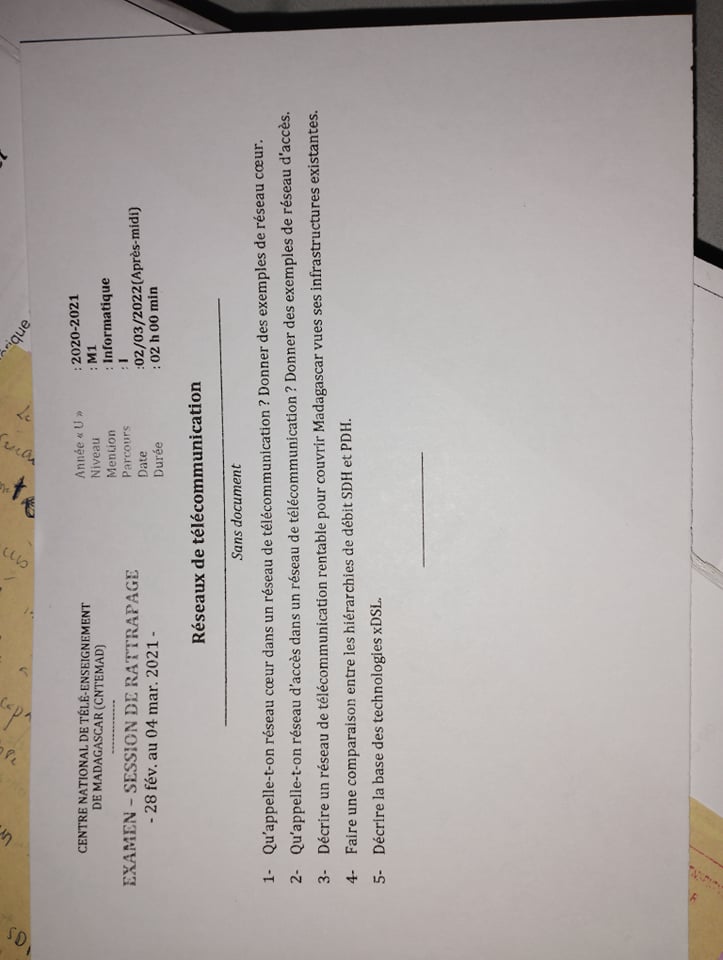 CENTRE NATIONAL DE TÉLÉ-ENSEIGNEMENT
DE MADAGASCAR (CNTEMAD)
------------
EXAMEN – SESSION DE RATTRAPAGE
- 28 fév. au 04 mar. 2021 -
Année « U » : 2020-2021
Niveau : M1
Mention : Informatique
Parcours : I
Date :02/03/2022(Après-midi)
Durée : 02 h 00 min
Réseaux de télécommunication
Sans document
1- Qu'appelle-t-on réseau cœur dans un réseau de télécommunication ? Donner des exemples de réseau cœur.
2- Qu'appelle-t-on réseau d'accès dans un réseau de télécommunication ? Donner des exemples de réseau d'accès.
3- Décrire un réseau de télécommunication rentable pour couvrir Madagascar vues ses infrastructures existantes.
4- Faire une comparaison entre les hiérarchies de débit SDH et PDH.
5- Décrire la base des technologies xDSL.